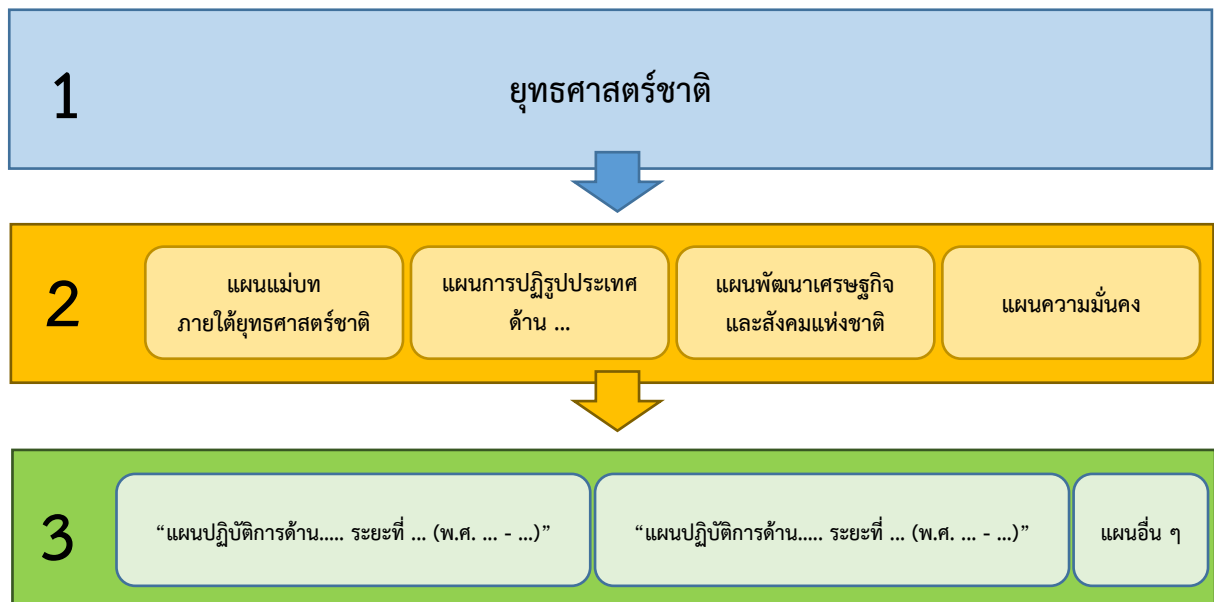 1
ยุทธศาสตร์ชาติ
2
แผนแม่บท
ภายใต้ยุทธศาสตร์ชาติ
แผนการปฏิรูปประเทศ
ด้าน ...
แผนพัฒนาเศรษฐกิจ
และสังคมแห่งชาติ
แผนความมั่นคง
3
“แผนปฏิบัติการด้าน..... ระยะที่ ... (พ.ศ. ... - ...)”
“แผนปฏิบัติการด้าน..... ระยะที่ ... (พ.ศ. ... - ...)”
แผนอื่น ๆ